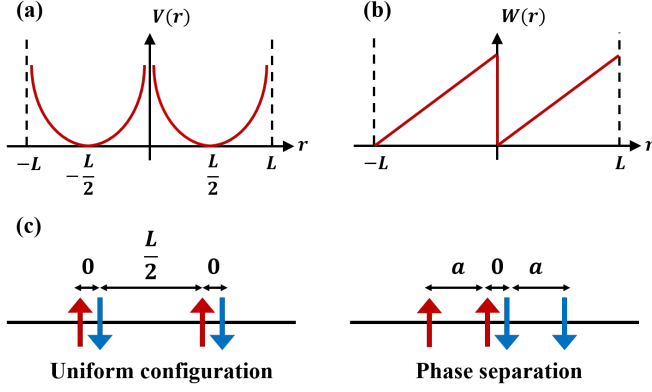 (a)
V(r)
(b)
W(r)
−L
−L/2
L/2
L
r
−L
L
r
(c)
0
L/2
0
a
0
a
Uniform configuration
Phase separation